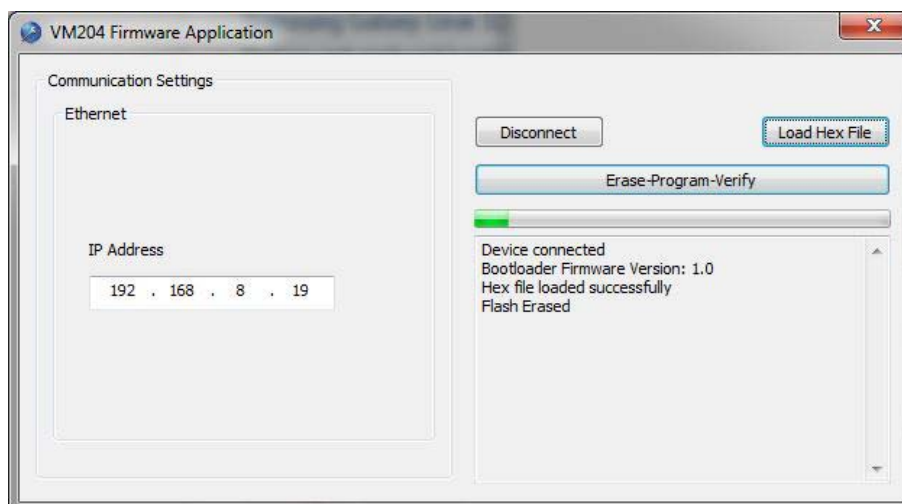 VM204 Firmware Application
Communication Settings
Ethernet
IP Address
192 . 168 . 8 . 19
Disconnect
Load Hex File
Erase-Program-Verify
Device connected
Bootloader Firmware Version: 1.0
Hex file loaded successfully
Flash Erased